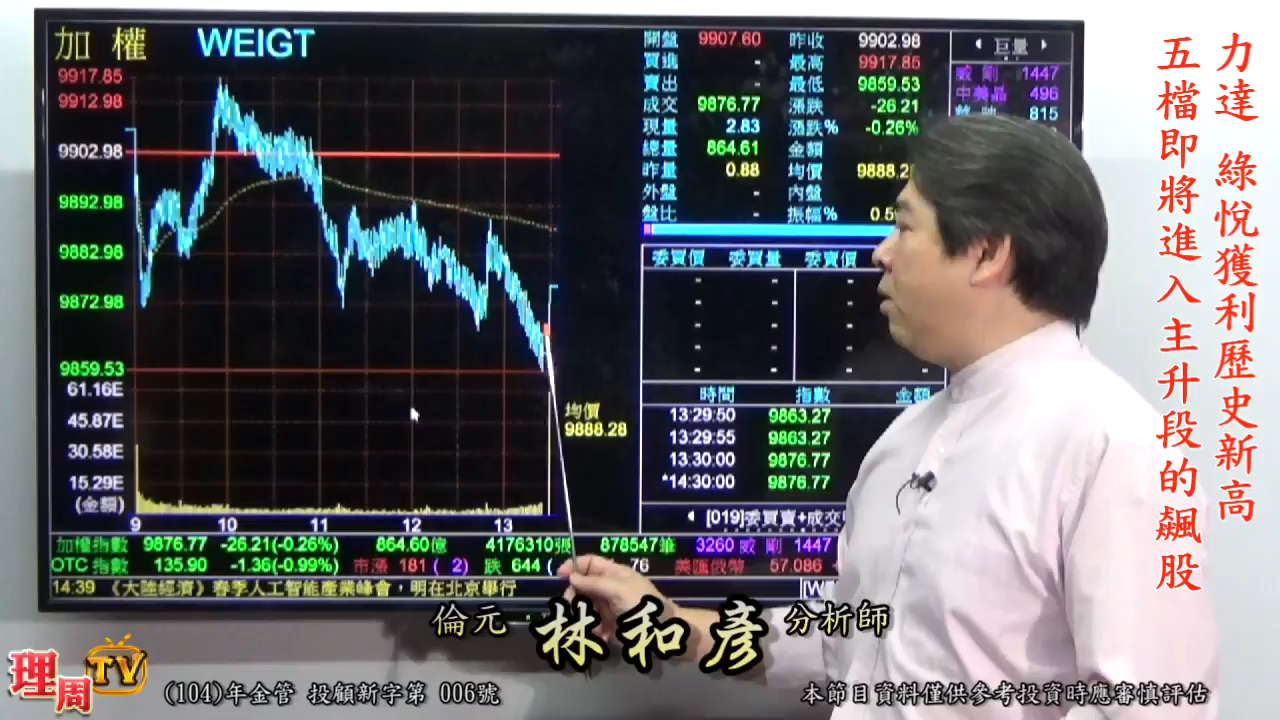 加權 WEIGT
9917.85
9912.98
9902.98
9892.98
9882.98
9872.98
9859.53
61.16E
45.87E
30.58E
15.29E
(金額)
9 10 11 12 13
均價
9888.28
開盤 9907.60 昨收 9902.98
買進 - 最高 9917.85
賣出 - 最低 9859.53
成交 9876.77 漲跌 -26.21
現量 2.83 漲跌% -0.26%
總量 864.61 金額
昨量 0.88 均價 9888.2
外盤 - 內盤
盤比 - 振幅% 0.5
巨量
威剛 1447
中美晶 496
815
委買價 委買量 委賣價
時間 指數 金額
13:29:50 9863.27
13:29:55 9863.27
13:30:00 9876.77
*14:30:00 9876.77
[019]委買賣+成交
加權指數 9876.77 -26.21(-0.26%) 864.60億 4176310張 878547筆 3260 威剛 1447
OTC指數 135.90 -1.36(-0.99%) 市漲 181( 2) 跌 644( 76 美匯俄幣 57.086
14:39 《大陸經濟》春季人工智能產業峰會，明在北京舉行
力達 綠悅獲利歷史新高
五檔即將進入主升段的飆股
倫元．林和彥 分析師
理周TV
(104)年金管 投顧新字第 006號
本節目資料僅供參考投資時應審慎評估